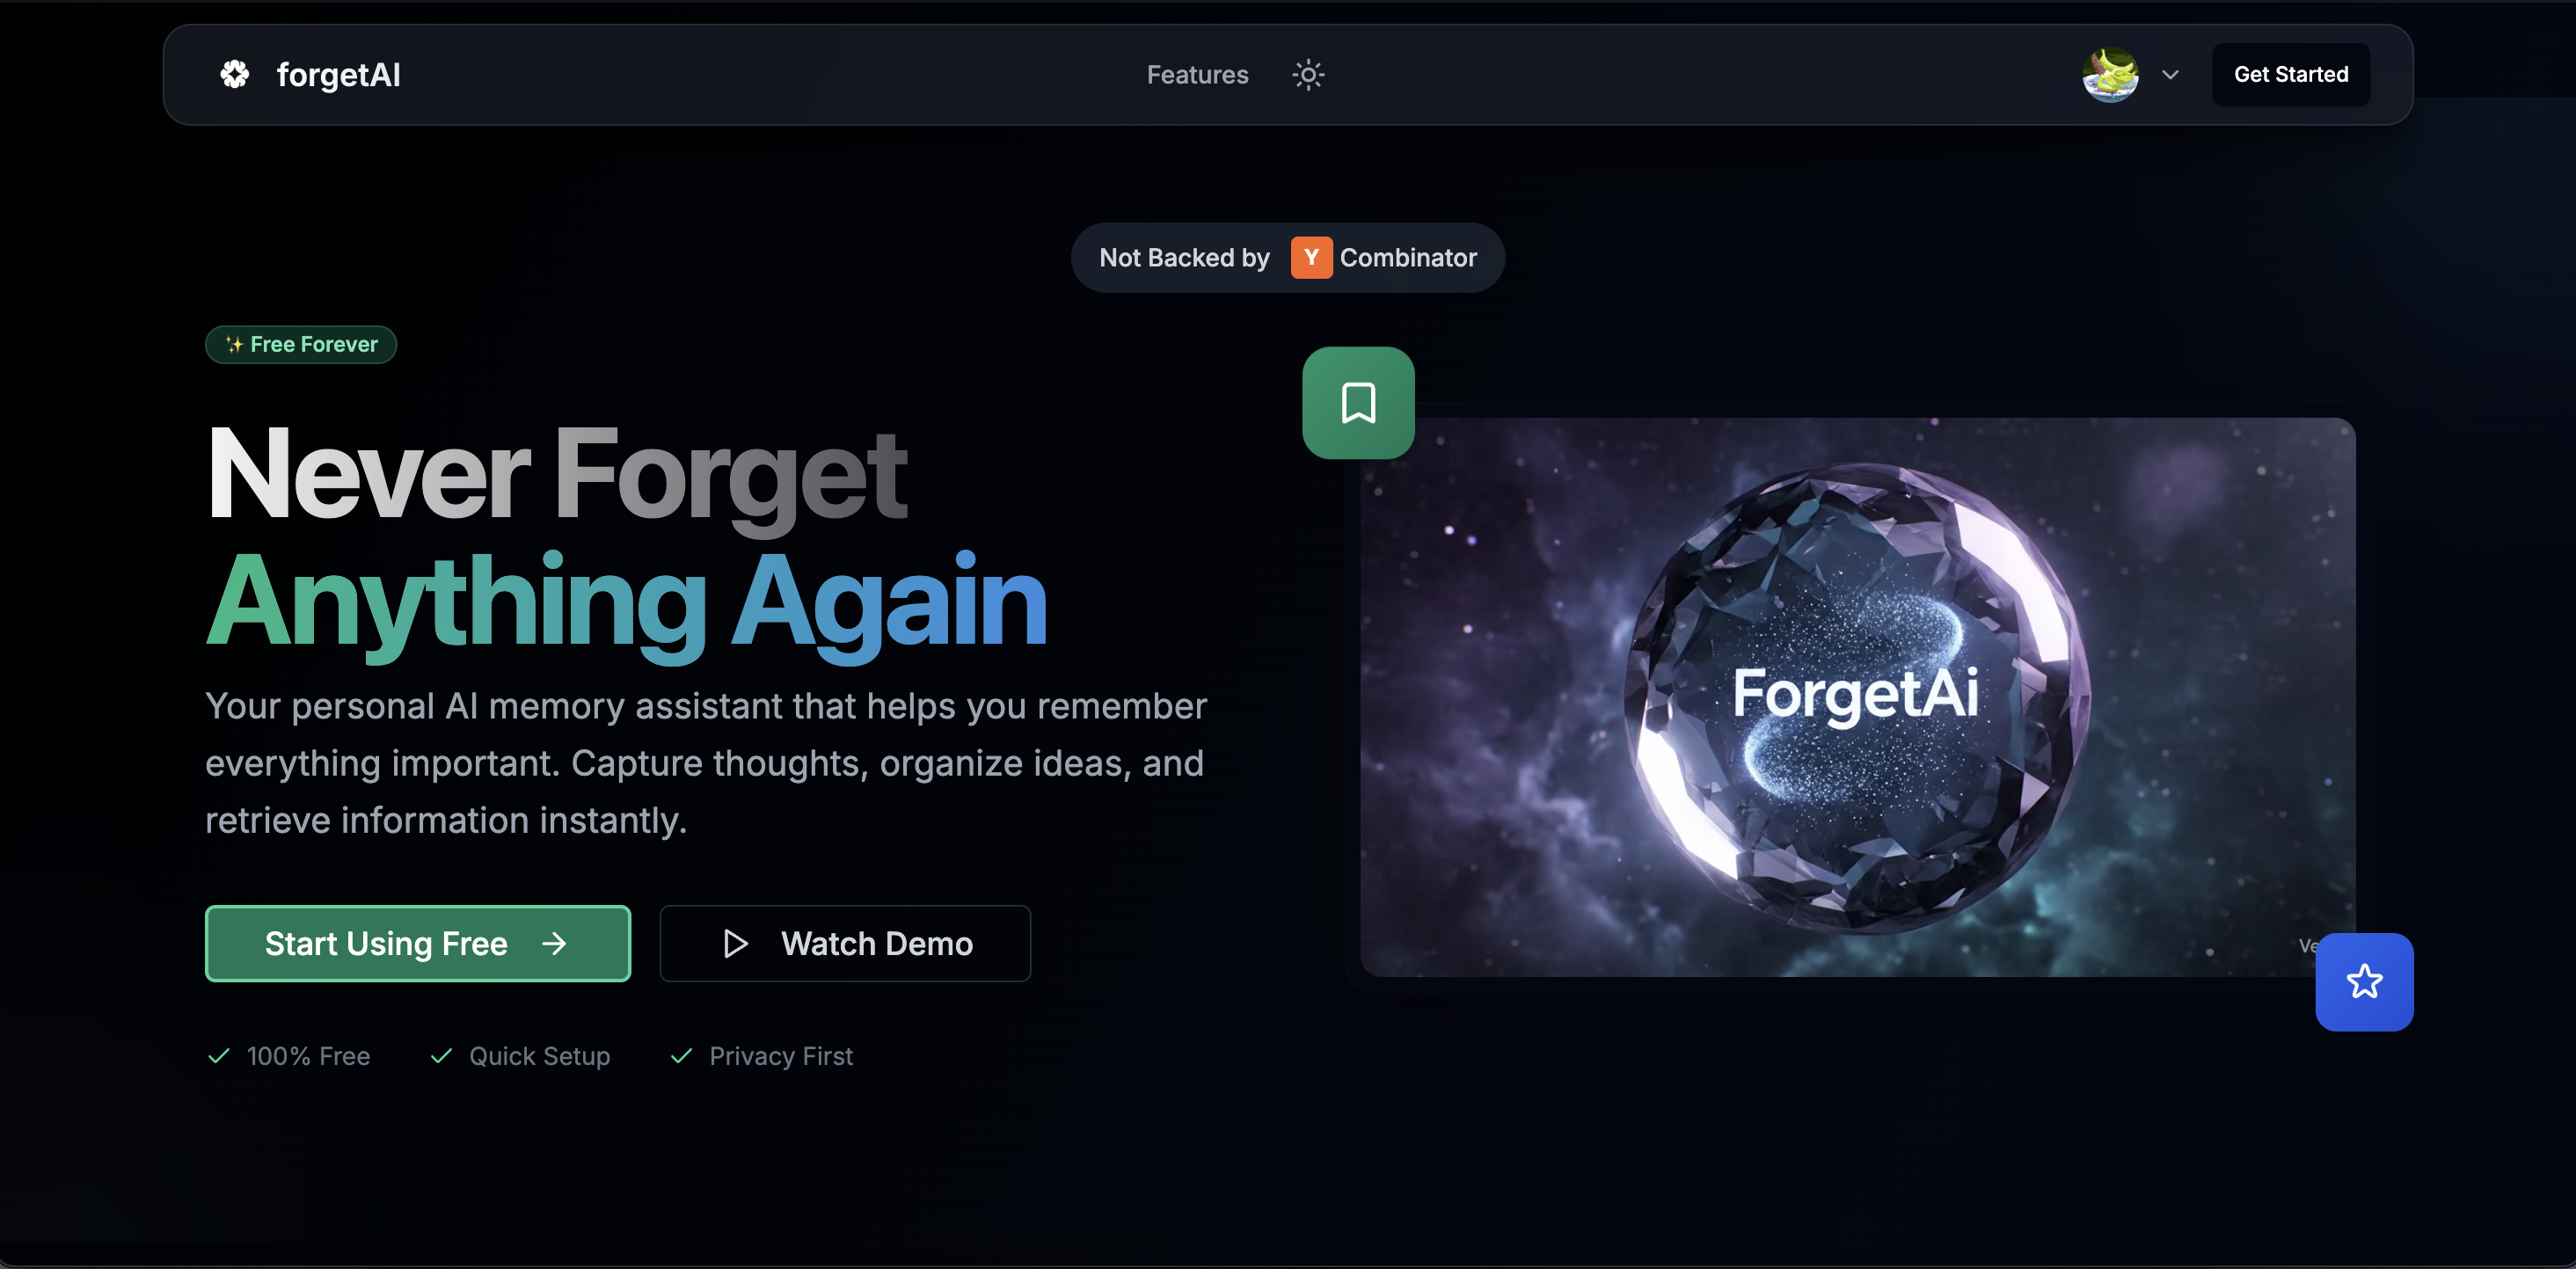 forgetAI
Features
Get Started
Not Backed by Y Combinator
✨ Free Forever
Never Forget
Anything Again
Your personal AI memory assistant that helps you remember
everything important. Capture thoughts, organize ideas, and
retrieve information instantly.
ForgetAi
Start Using Free →
Watch Demo
100% Free
Quick Setup
Privacy First